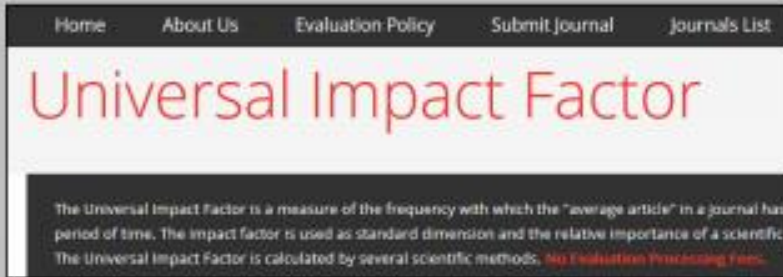 Home About Us Evaluation Policy Submit Journal Journals List
Universal Impact Factor
The Universal Impact Factor is a measure of the frequency with which the "average article" in a journal ha
period of time. The impact factor is used as standard dimension and the relative importance of a scientific
The Universal Impact Factor is calculated by several scientific methods. No Evaluation Processing Fees.